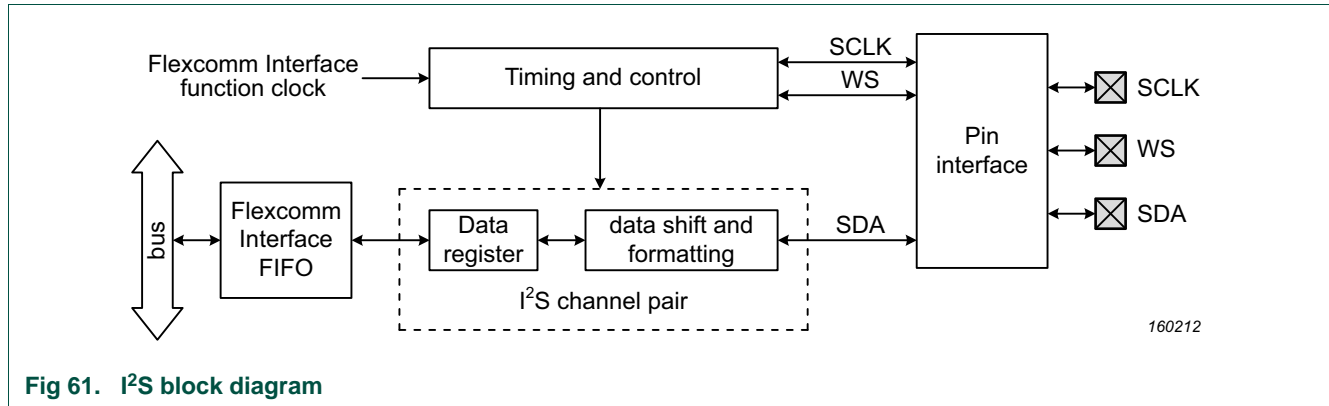 Flexcomm Interface
function clock
Timing and control
SCLK
WS
Pin
interface
SCLK
WS
SDA
bus
Flexcomm
Interface
FIFO
Data
register
data shift and
formatting
SDA
I²S channel pair
160212
Fig 61. I²S block diagram